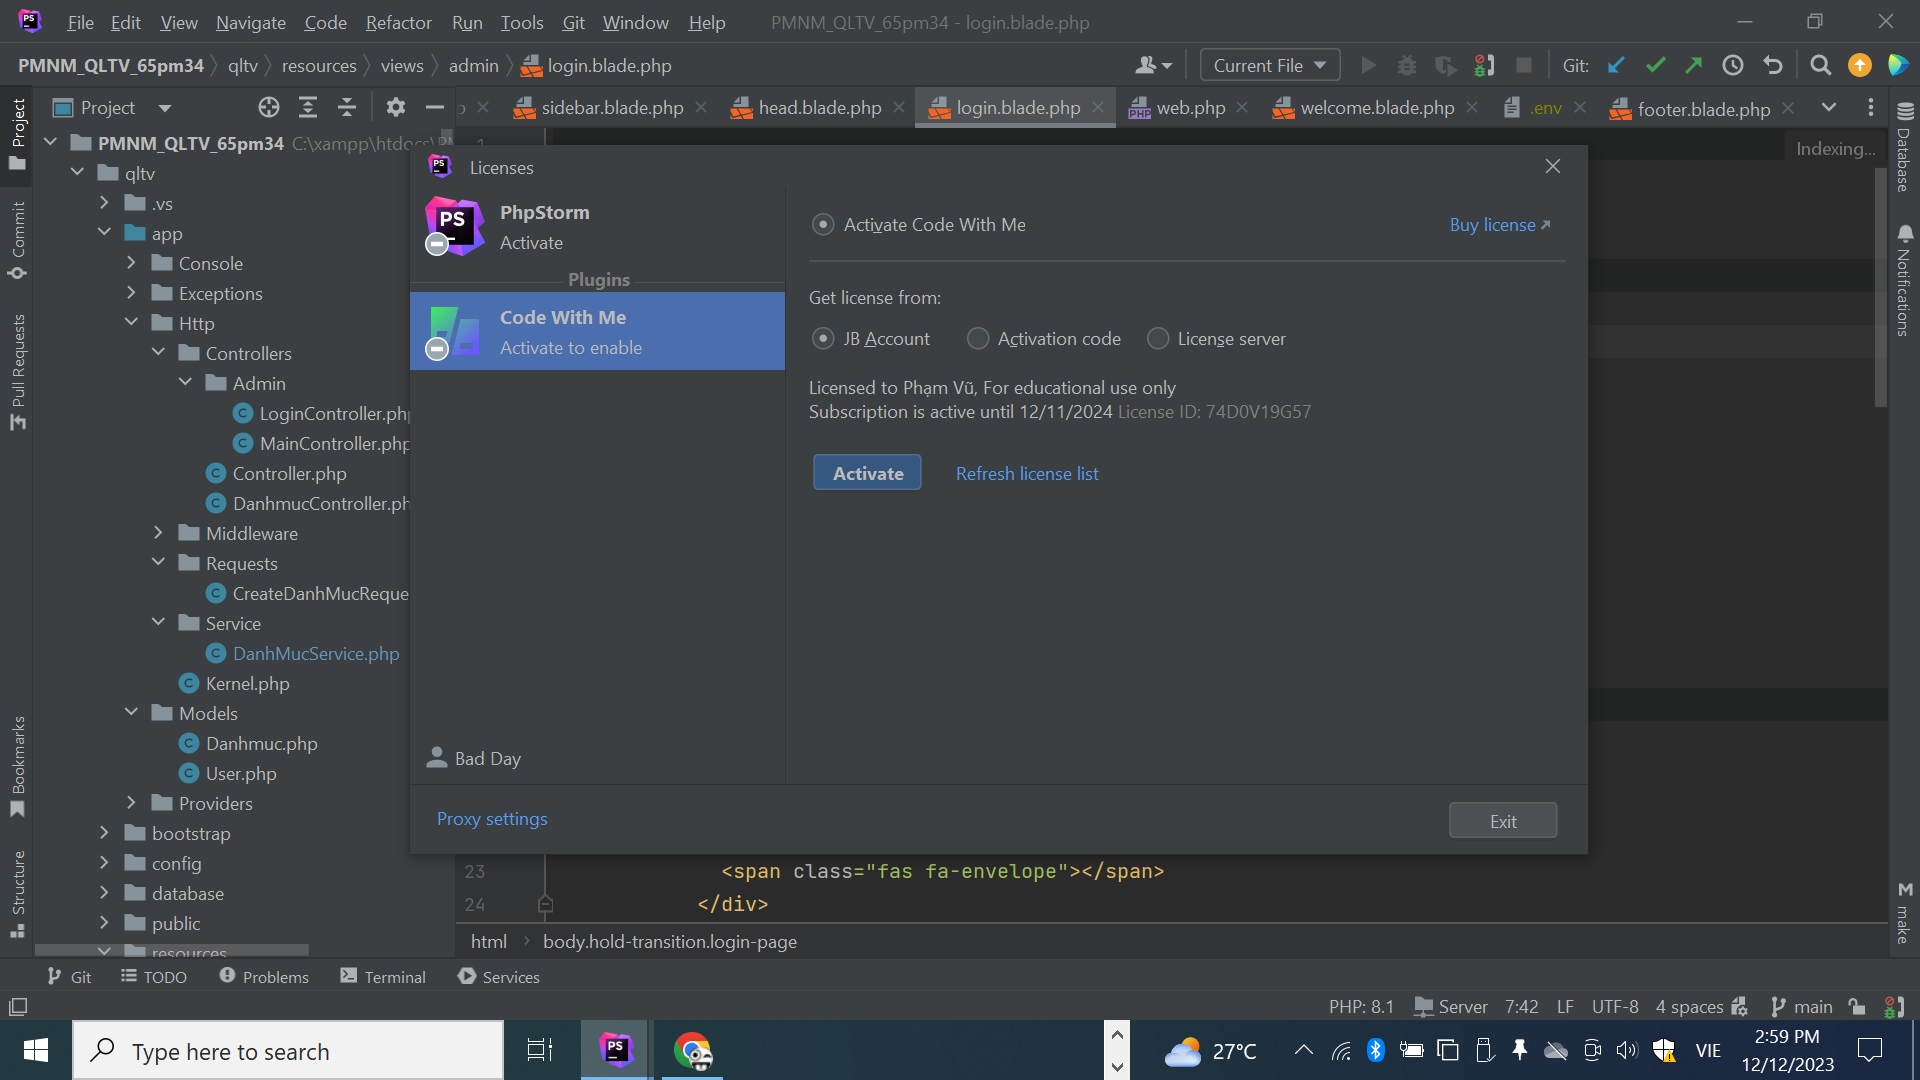 File Edit View Navigate Code Refactor Run Tools Git Window Help PMNM_QLTV_65pm34 - login.blade.php
PMNM_QLTV_65pm34 qltv resources views admin login.blade.php Current File Git:
Project sidebar.blade.php head.blade.php login.blade.php web.php welcome.blade.php .env footer.blade.php
PMNM_QLTV_65pm34 C:\xampp\htdocs\PM
1
Indexing...
qltv
.vs
app
Console
Exceptions
Http
Controllers
Admin
LoginController.php
MainController.php
Controller.php
DanhmucController.ph
Middleware
Requests
CreateDanhMucReque
Service
DanhMucService.php
Kernel.php
Models
Danhmuc.php
User.php
Providers
bootstrap
config
database
public
resources
Project
Commit
Pull Requests
Bookmarks
Structure
PS
Licenses
PS
PhpStorm
Activate
Plugins
Code With Me
Activate to enable
Bad Day
Activate Code With Me Buy license
Get license from:
JB Account Activation code License server
Licensed to Phạm Vũ, For educational use only
Subscription is active until 12/11/2024 License ID: 74D0V19G57
Activate Refresh license list
Proxy settings Exit
23 <span class="fas fa-envelope"></span>
24 </div>
html body.hold-transition.login-page
Database
Notifications
make
Git TODO Problems Terminal Services
PHP: 8.1 Server 7:42 LF UTF-8 4 spaces main
Type here to search
PS
27°C
VIE
2:59 PM
12/12/2023